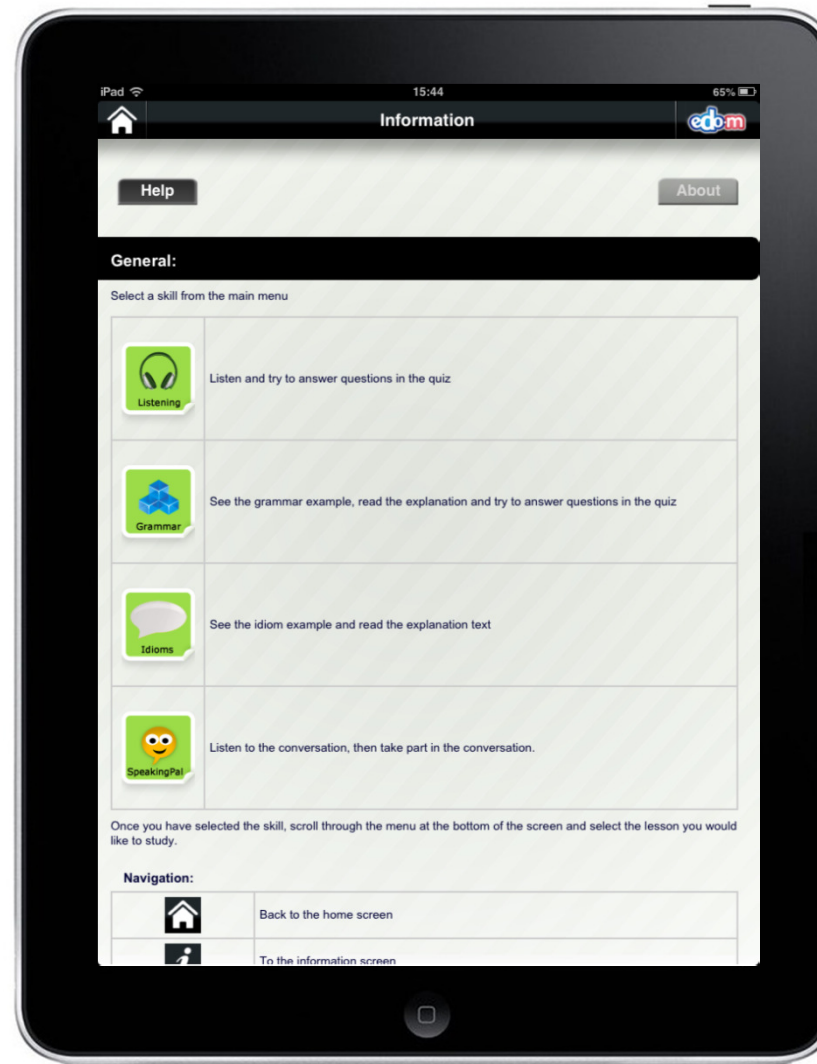 iPad 15:44 65%
Information edo-m
Help About
General:
Select a skill from the main menu
Listening
Listen and try to answer questions in the quiz
Grammar
See the grammar example, read the explanation and try to answer questions in the quiz
Idioms
See the idiom example and read the explanation text
SpeakingPal
Listen to the conversation, then take part in the conversation.
Once you have selected the skill, scroll through the menu at the bottom of the screen and select the lesson you would
like to study.
Navigation:
Back to the home screen
i
To the information screen